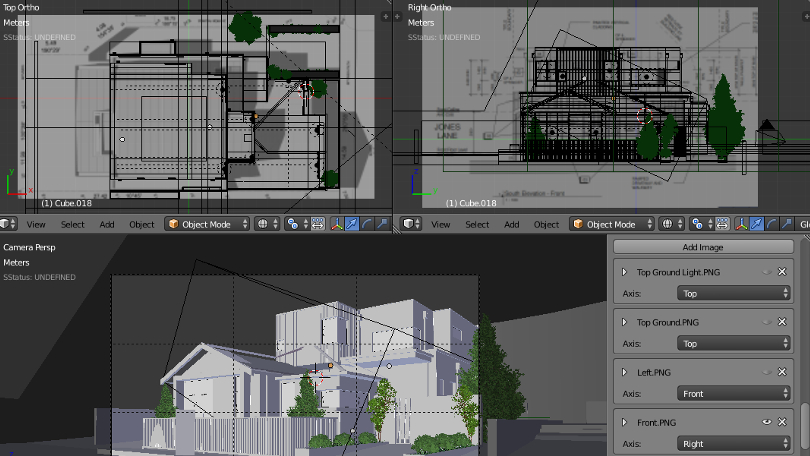 Top Ortho
Meters
SStatus: UNDEFINED
(1) Cube.018
View Select Add Object Object Mode
Right Ortho
Meters
SStatus: UNDEFINED
JONES
LANE
South Elevation - Front
(1) Cube.018
View Select Add Object Object Mode Gl
Camera Persp
Meters
SStatus: UNDEFINED
Add Image
Top Ground Light.PNG
Axis: Top
Top Ground.PNG
Axis: Top
Left.PNG
Axis: Front
Front.PNG
Axis: Right